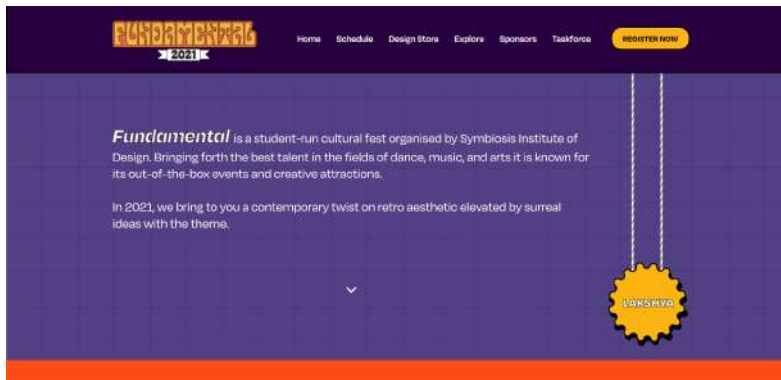 FUNDAMENTAL
2021
Home Schedule Design Store Explore Sponsors Taskforce REGISTER NOW
Fundamental is a student-run cultural fest organised by Symbiosis Institute of
Design. Bringing forth the best talent in the fields of dance, music, and arts it is known for
its out-of-the-box events and creative attractions.
In 2021, we bring to you a contemporary twist on retro aesthetic elevated by surreal
ideas with the theme.
LAKSHYA